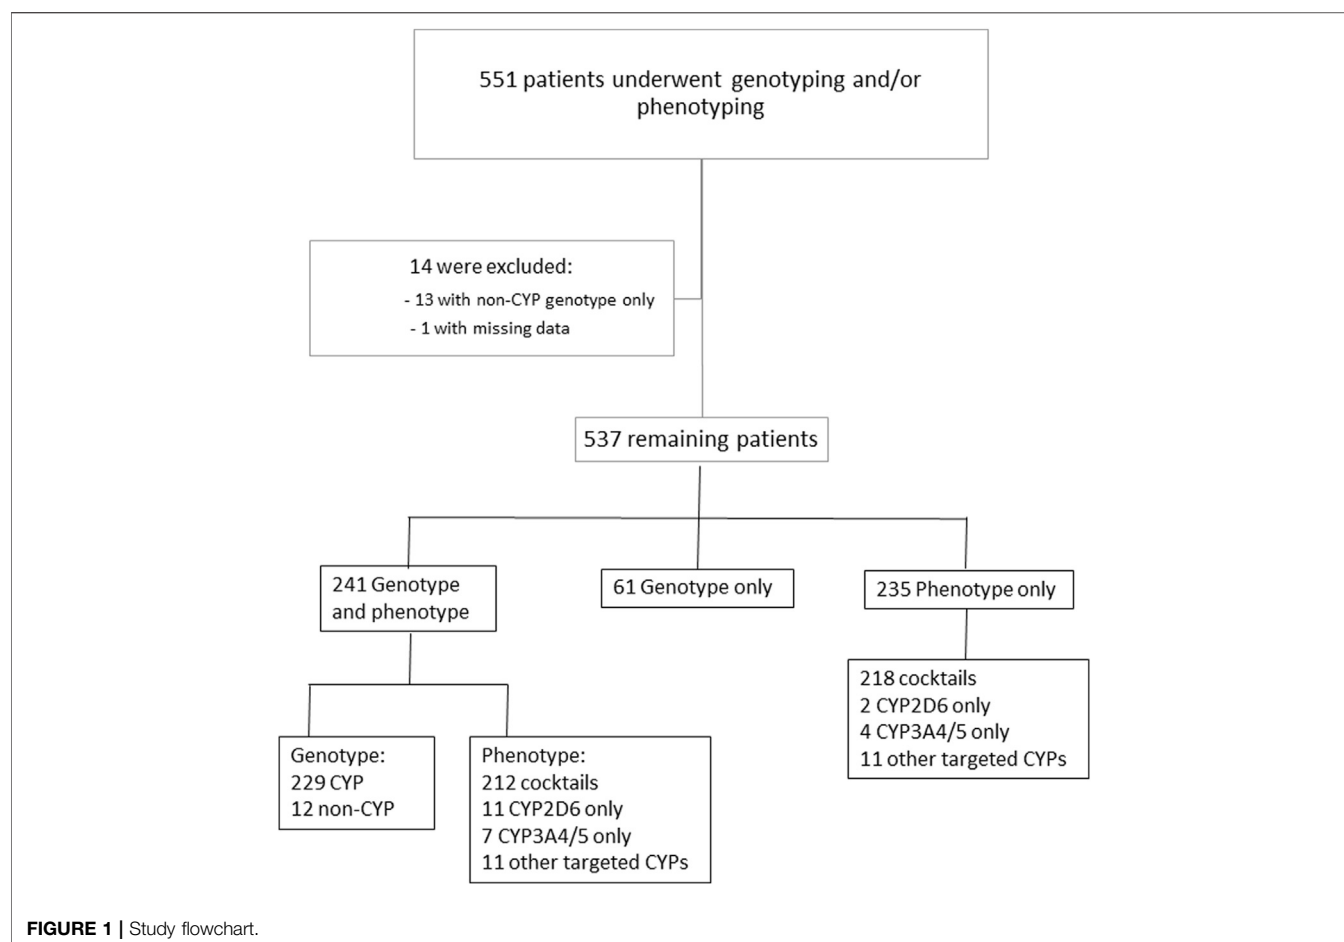 551 patients underwent genotyping and/or
phenotyping
14 were excluded:
- 13 with non-CYP genotype only
- 1 with missing data
537 remaining patients
241 Genotype
and phenotype
61 Genotype only
235 Phenotype only
218 cocktails
2 CYP2D6 only
4 CYP3A4/5 only
11 other targeted CYPs
Genotype:
229 CYP
12 non-CYP
Phenotype:
212 cocktails
11 CYP2D6 only
7 CYP3A4/5 only
11 other targeted CYPs
FIGURE 1 | Study flowchart.